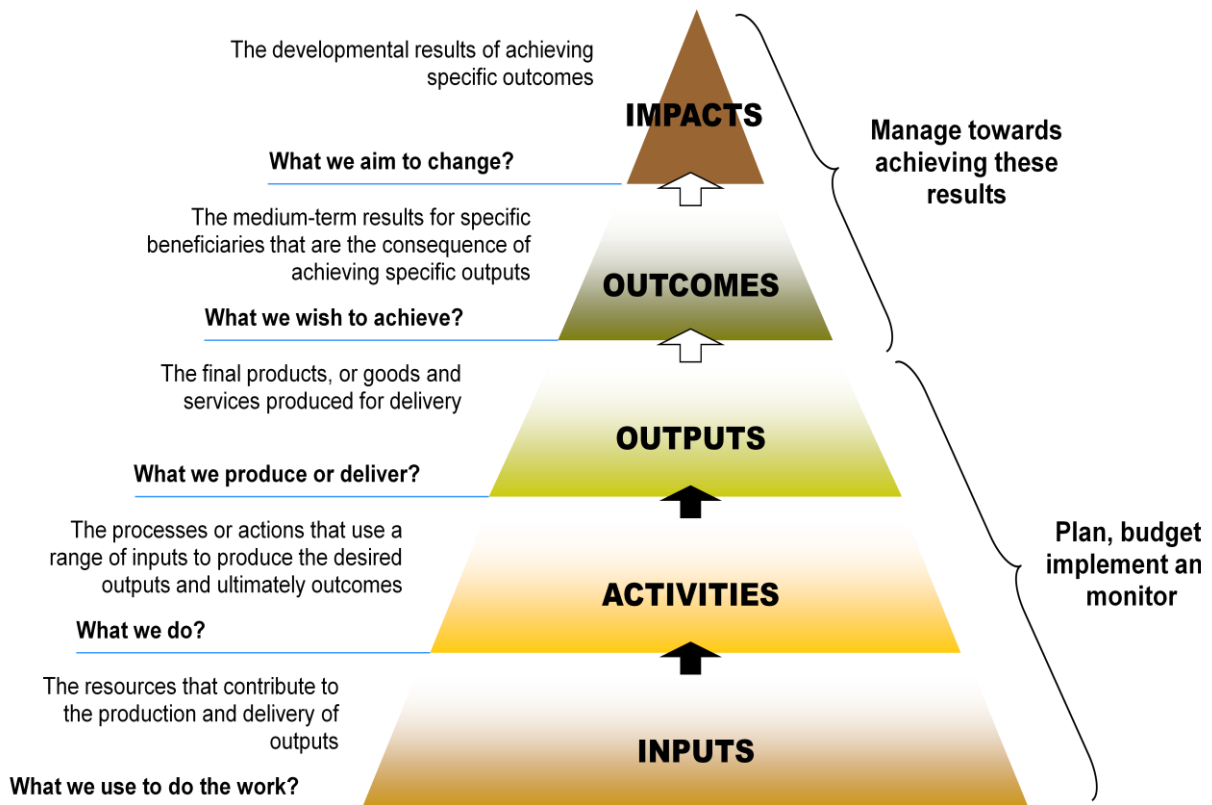 The developmental results of achieving
specific outcomes
IMPACTS
What we aim to change?
Manage towards
achieving these
results
The medium-term results for specific
beneficiaries that are the consequence of
achieving specific outputs
OUTCOMES
What we wish to achieve?
The final products, or goods and
services produced for delivery
OUTPUTS
What we produce or deliver?
The processes or actions that use a
range of inputs to produce the desired
outputs and ultimately outcomes
ACTIVITIES
What we do?
Plan, budget
implement an
monitor
The resources that contribute to
the production and delivery of
outputs
INPUTS
What we use to do the work?